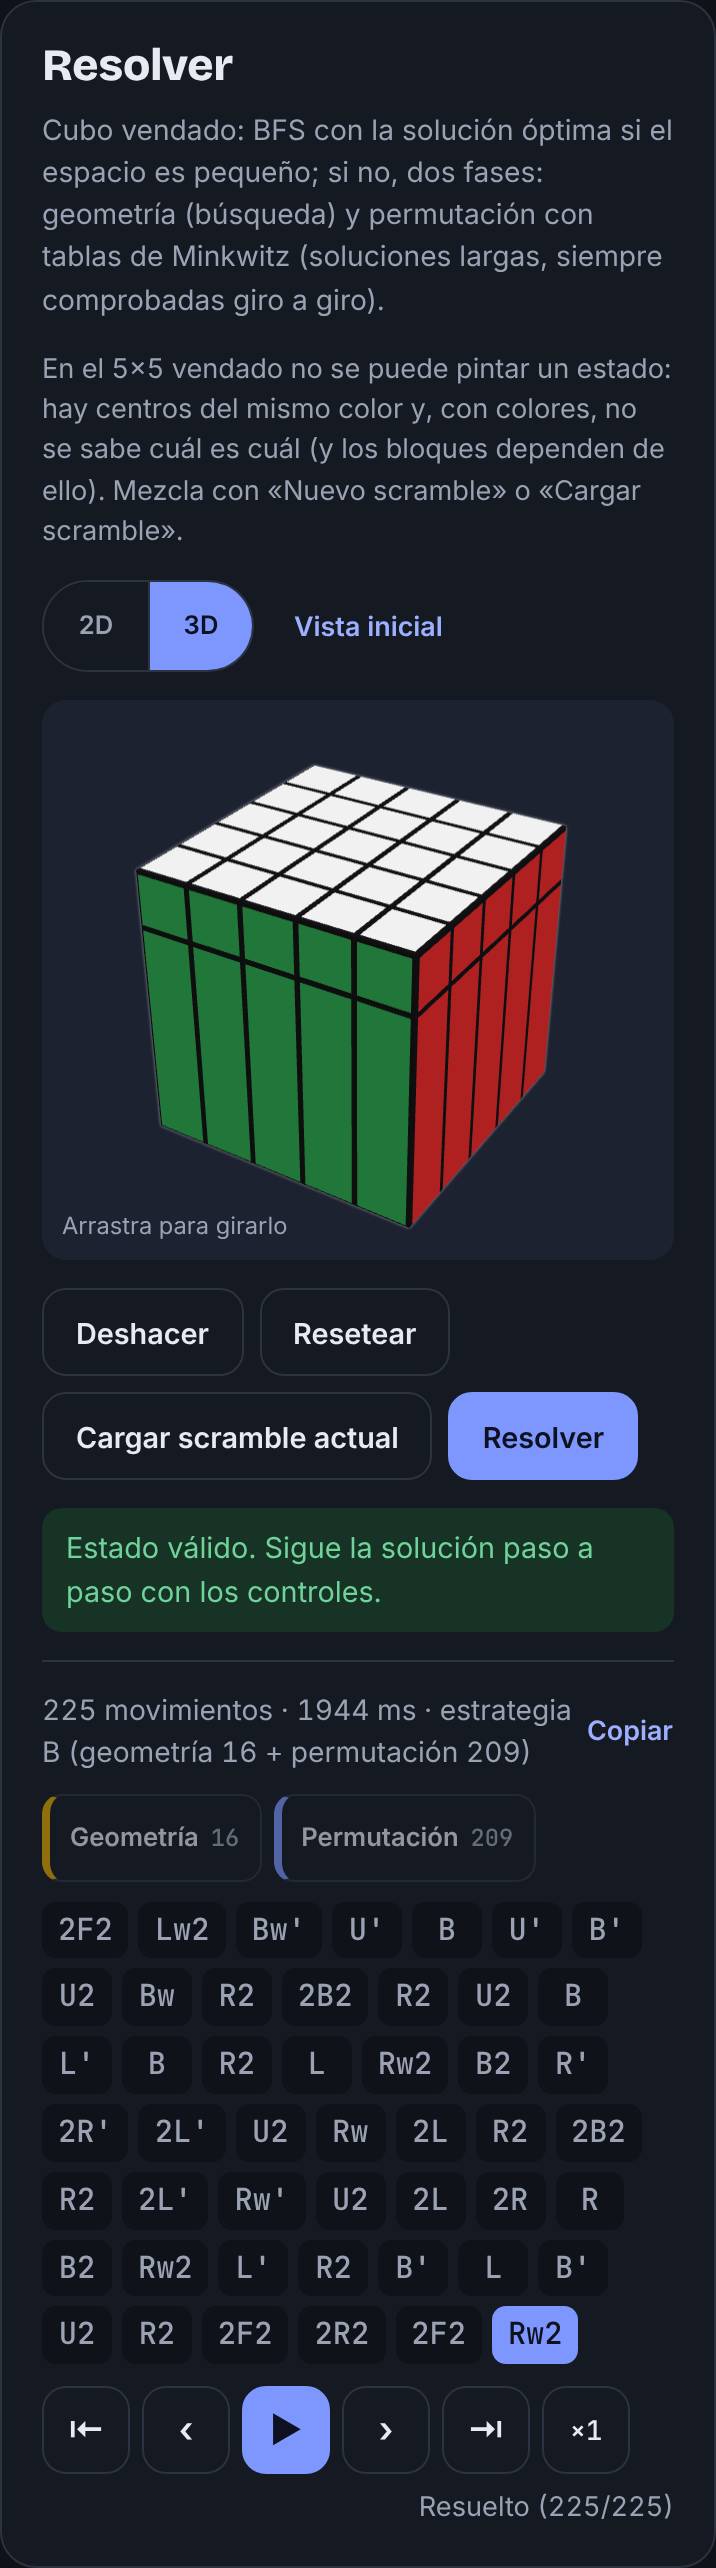 Resolver
Cubo vendado: BFS con la solución óptima si el
espacio es pequeño; si no, dos fases:
geometría (búsqueda) y permutación con
tablas de Minkwitz (soluciones largas, siempre
comprobadas giro a giro).
En el 5×5 vendado no se puede pintar un estado:
hay centros del mismo color y, con colores, no
se sabe cuál es cuál (y los bloques dependen de
ello). Mezcla con «Nuevo scramble» o «Cargar
scramble».
2D 3D Vista inicial
Arrastra para girarlo
Deshacer Resetear
Cargar scramble actual Resolver
Estado válido. Sigue la solución paso a
paso con los controles.
225 movimientos · 1944 ms · estrategia
B (geometría 16 + permutación 209)
Copiar
Geometría 16 Permutación 209
2F2 Lw2 Bw' U' B U' B'
U2 Bw R2 2B2 R2 U2 B
L' B R2 L Rw2 B2 R'
2R' 2L' U2 Rw 2L R2 2B2
R2 2L' Rw' U2 2L 2R R
B2 Rw2 L' R2 B' L B'
U2 R2 2F2 2R2 2F2 Rw2
×1
Resuelto (225/225)